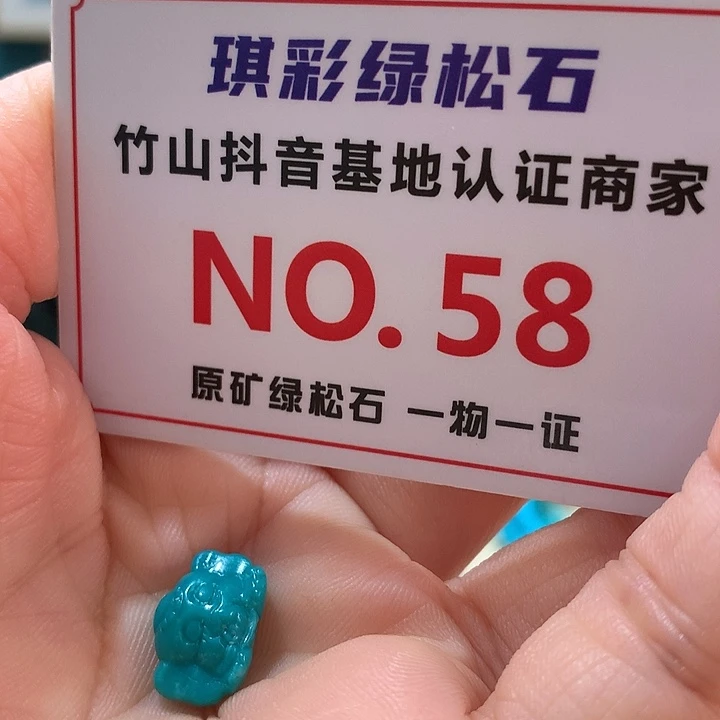 琪彩绿松石
竹山抖音基地认证商家
NO.58
原矿绿松石 一物一证